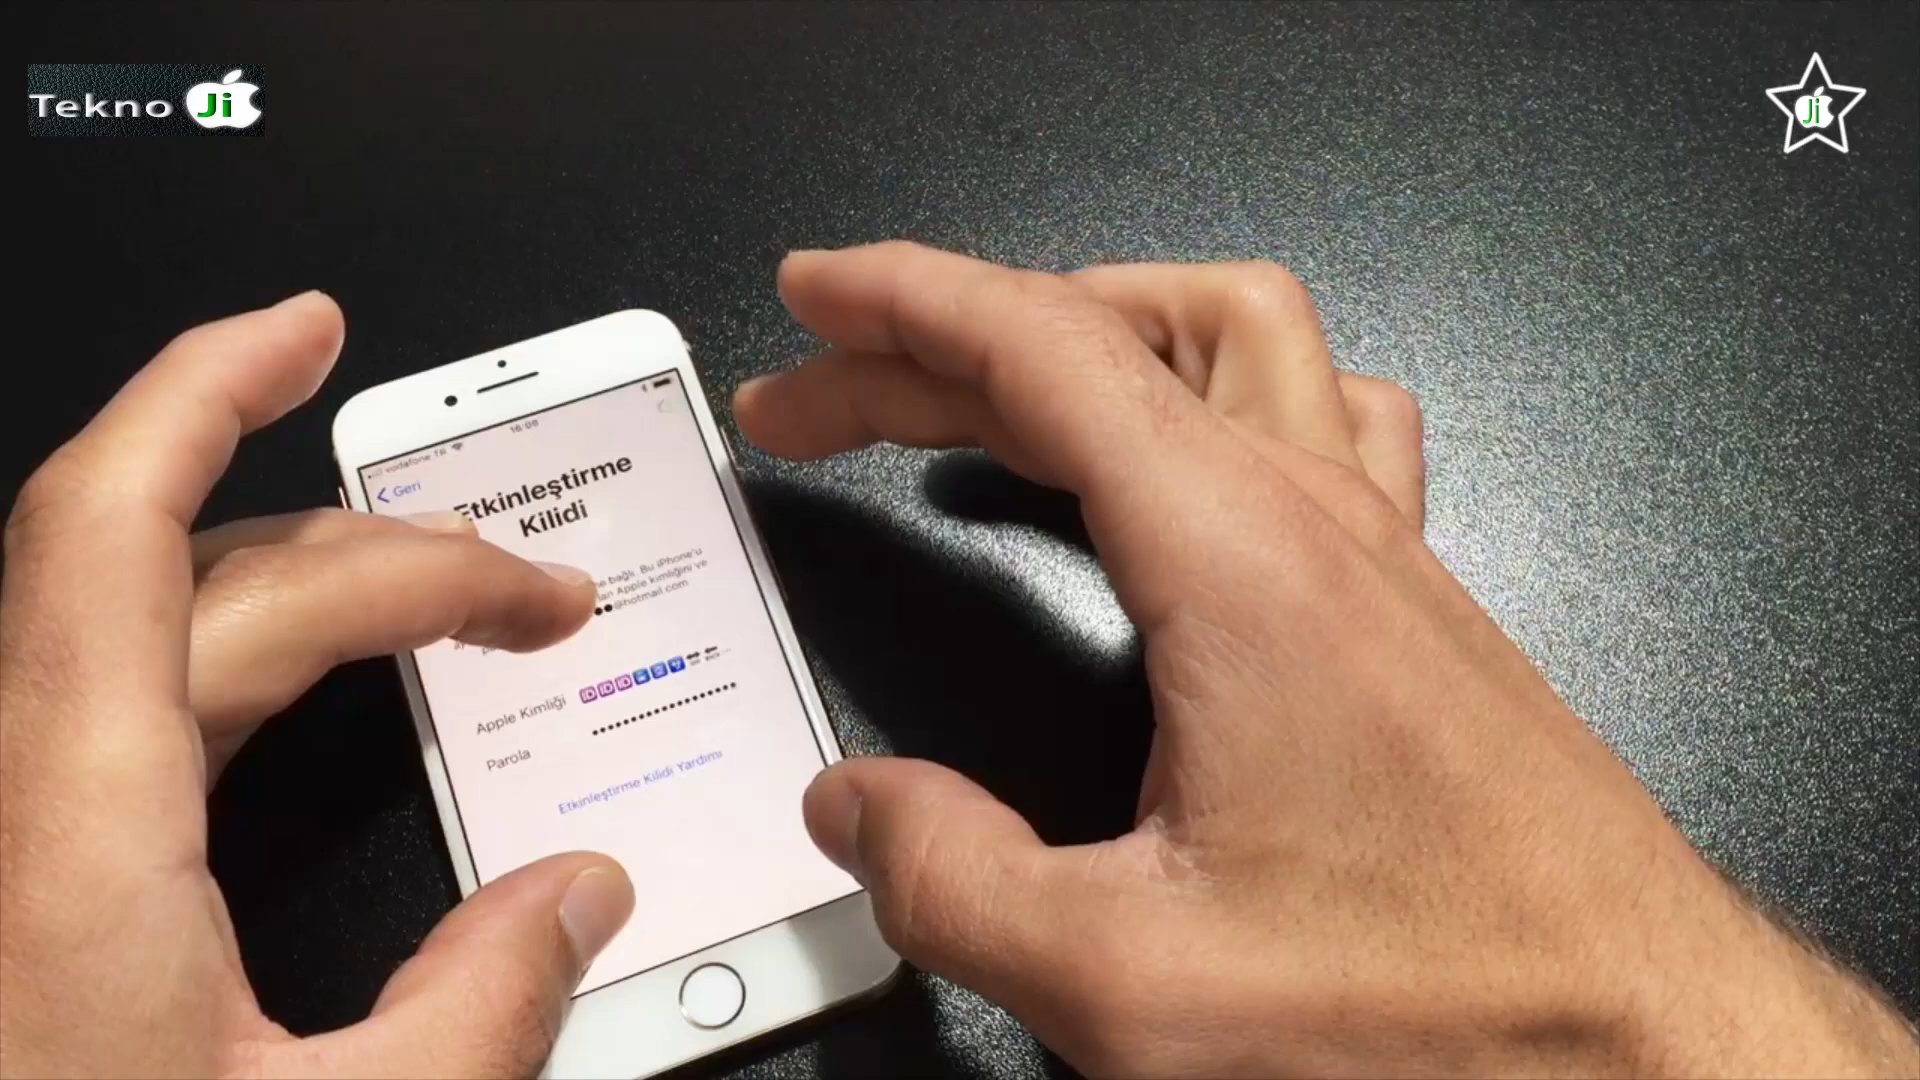 Tekno Ji
Ji
vodafone TR
16:06
Geri
Etkinleştirme
Kilidi
bağlı. Bu iPhone'u
Apple kimliğini ve
●●@hotmail.com
Apple Kimliği 🆔🆔🆔
Parola ••••••••••••••••
Etkinleştirme Kilidi Yardımı